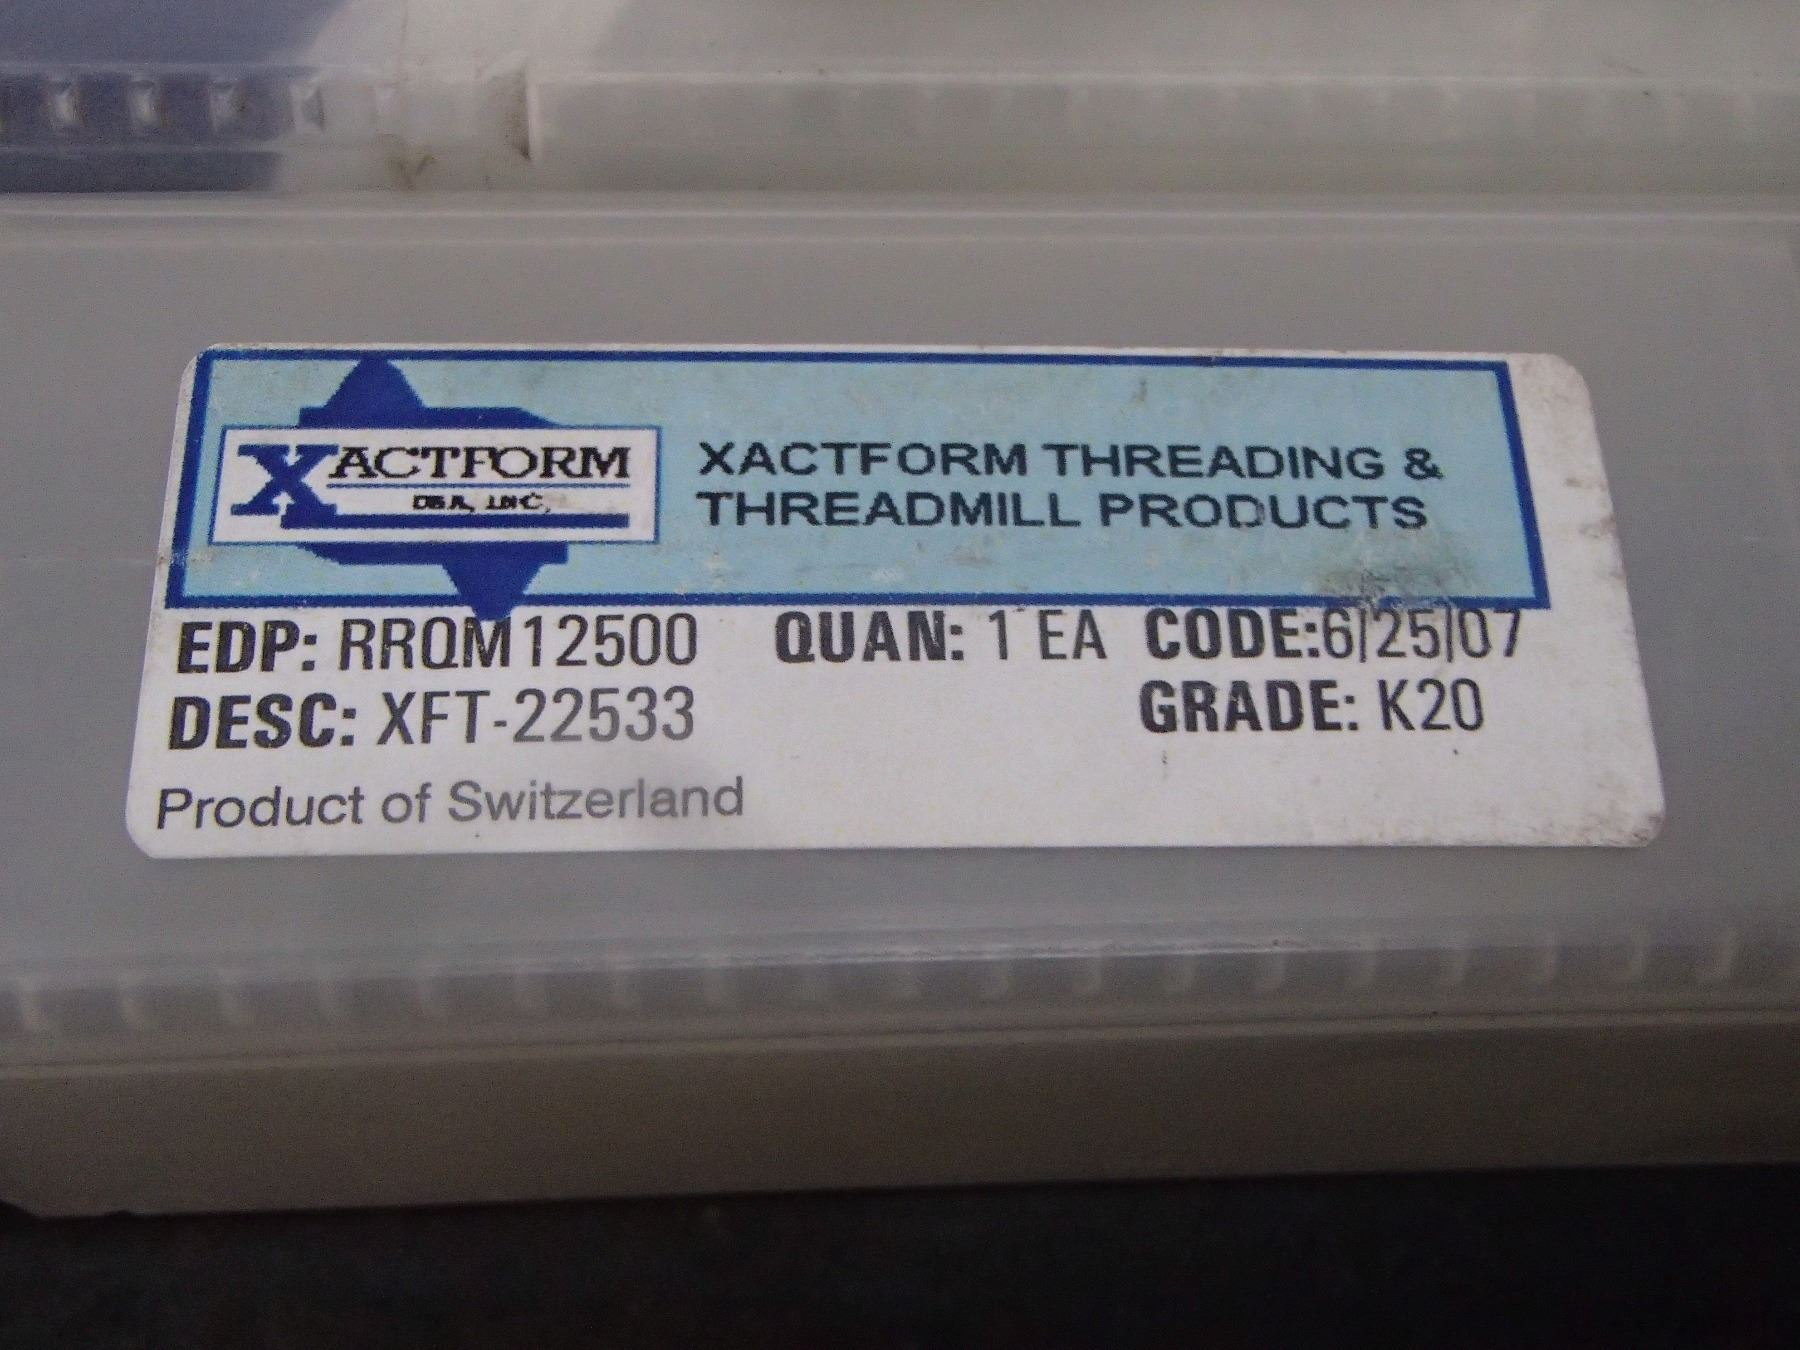 XACTFORM
USA, INC,
XACTFORM THREADING &
THREADMILL PRODUCTS
EDP: RRQM12500 QUAN: 1 EA CODE:6/25/07
DESC: XFT-22533 GRADE: K20
Product of Switzerland